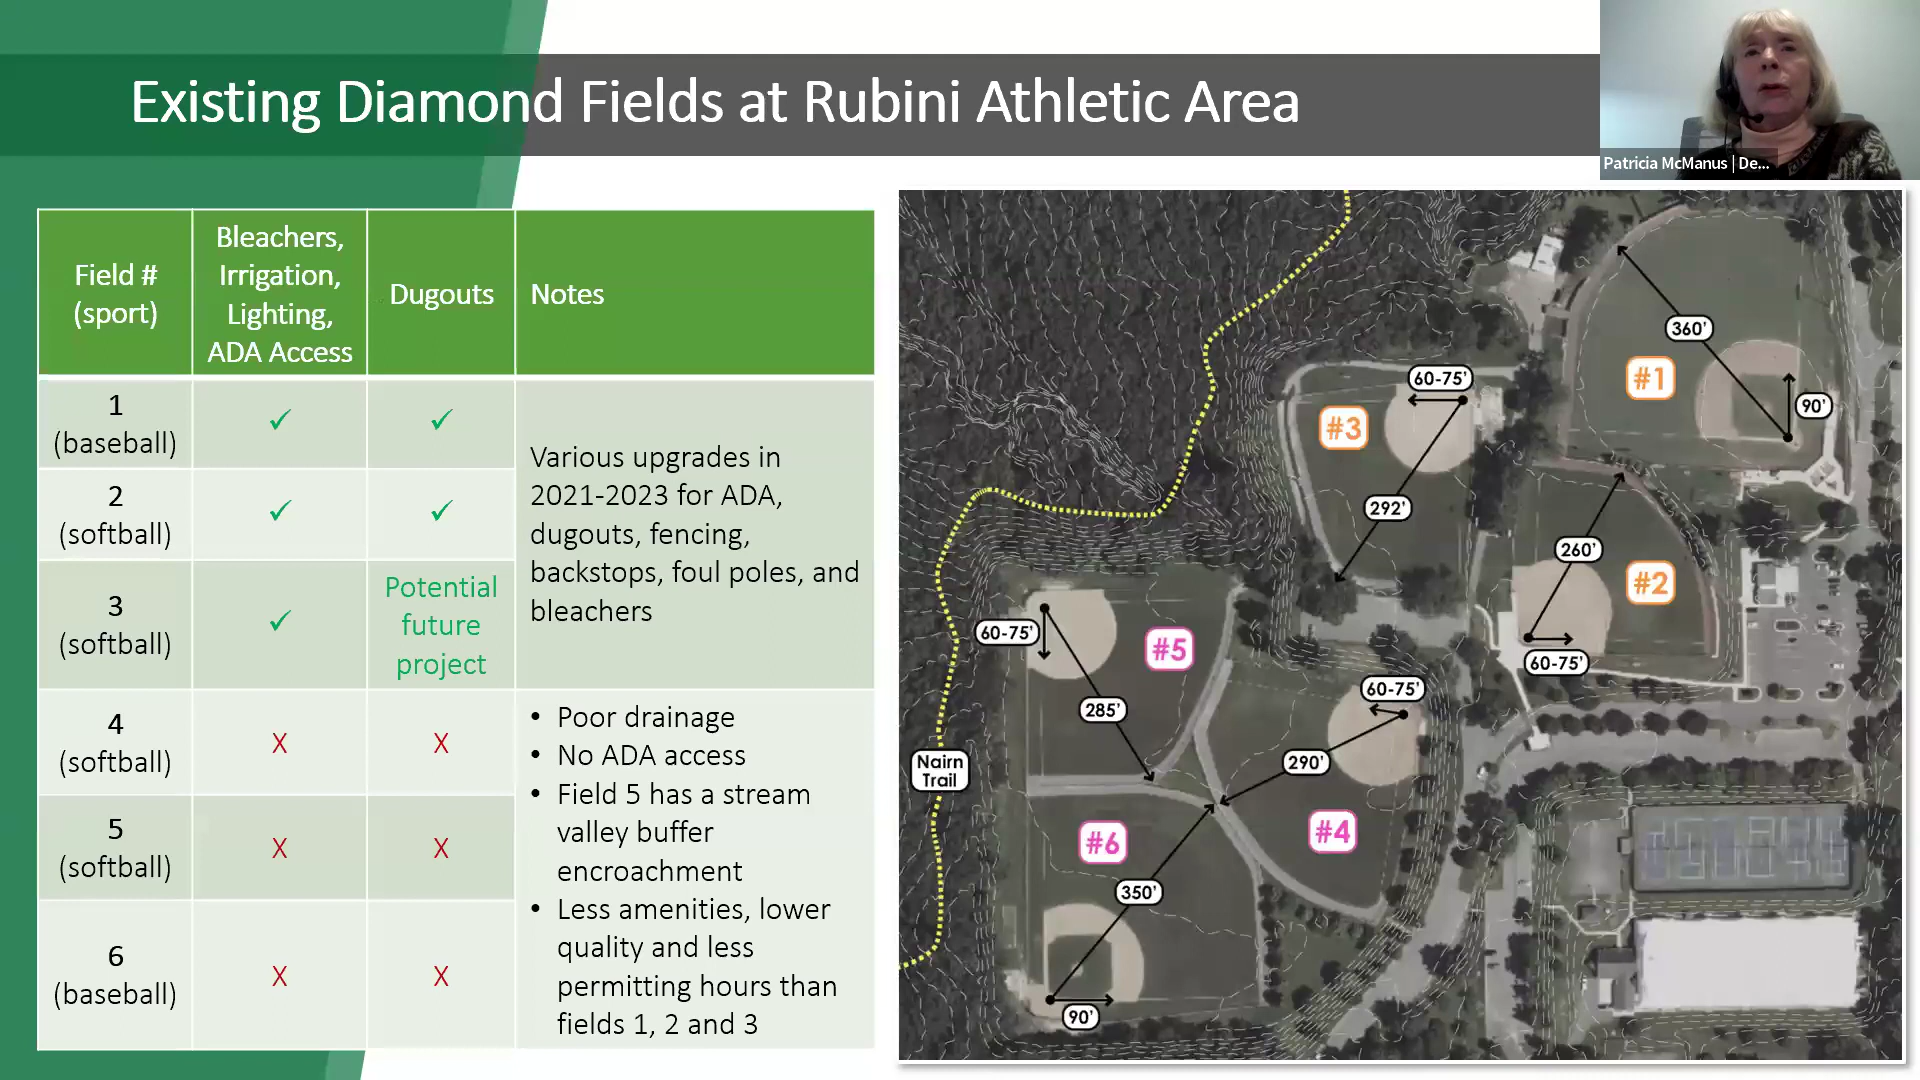 Existing Diamond Fields at Rubini Athletic Area
Patricia McManus | De...
Field #
(sport)
Bleachers,
Irrigation,
Lighting,
ADA Access
Dugouts
Notes
1
(baseball)
✓
✓
Various upgrades in
2021-2023 for ADA,
dugouts, fencing,
backstops, foul poles, and
bleachers
2
(softball)
✓
✓
3
(softball)
✓
Potential
future
project
4
(softball)
X
X
• Poor drainage
• No ADA access
• Field 5 has a stream
valley buffer
encroachment
• Less amenities, lower
quality and less
permitting hours than
fields 1, 2 and 3
5
(softball)
X
X
6
(baseball)
X
X
360'
#1
90'
60-75'
#3
292'
260'
#2
60-75'
60-75'
#5
285'
60-75'
290'
#4
Nairn
Trail
#6
350'
90'